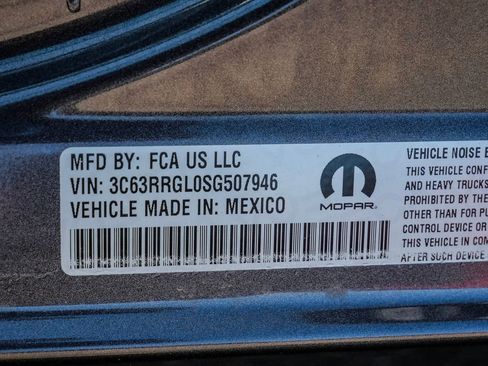 MFD BY: FCA US LLC
VIN: 3C63RRGL0SG507946
VEHICLE MADE IN: MEXICO
MOPAR
VEHICLE NOISE E
THIS VEHICLE CONF
AND HEAVY TRUCKS
PROHIBITED BY THE
OTHER THAN FOR PU
CONTROL DEVICE OR
THIS VEHICLE IN COM
AFTER SUCH DEVICE